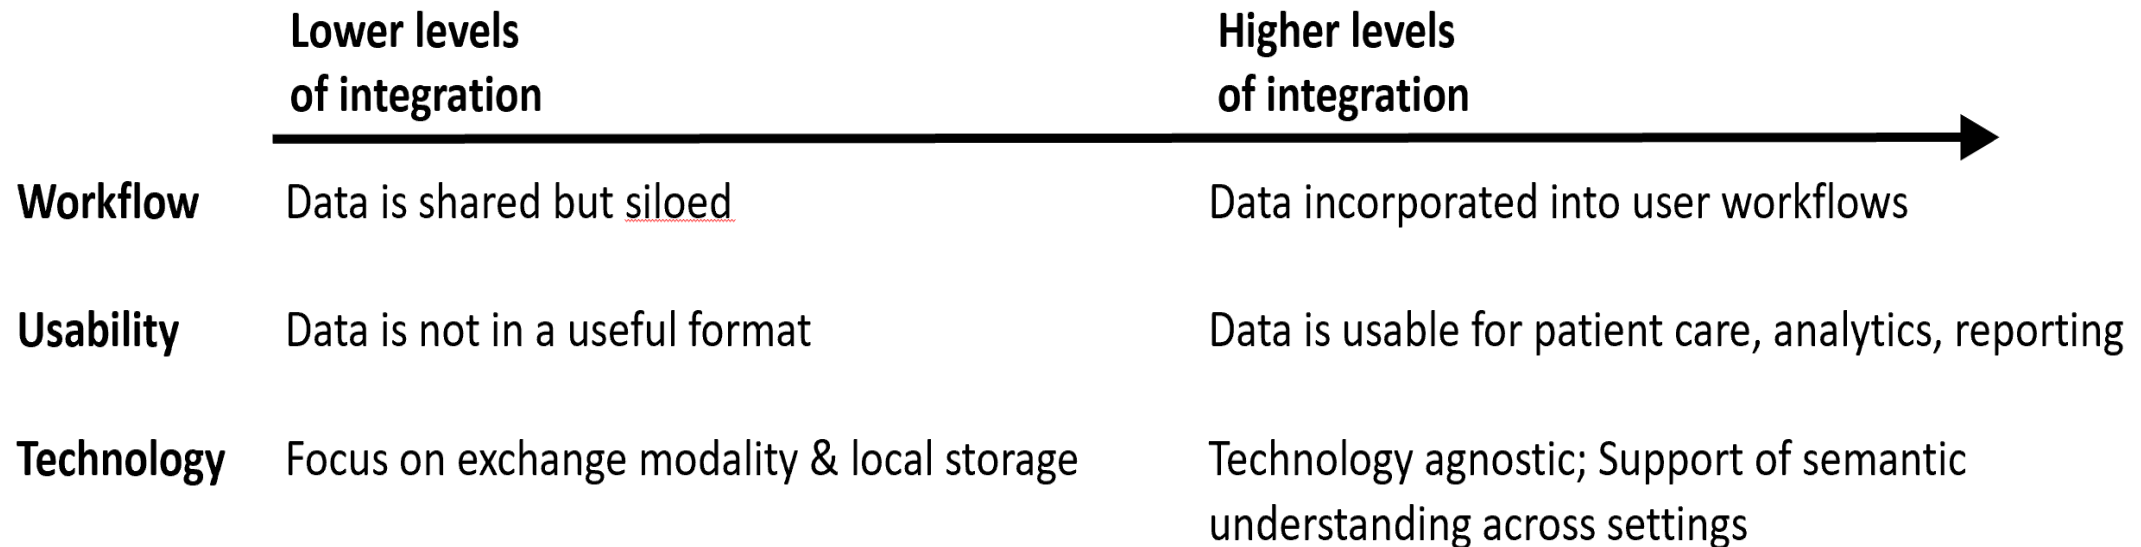 Lower levels
of integration
Higher levels
of integration
Workflow Data is shared but siloed Data incorporated into user workflows
Usability Data is not in a useful format Data is usable for patient care, analytics, reporting
Technology Focus on exchange modality & local storage Technology agnostic; Support of semantic
understanding across settings